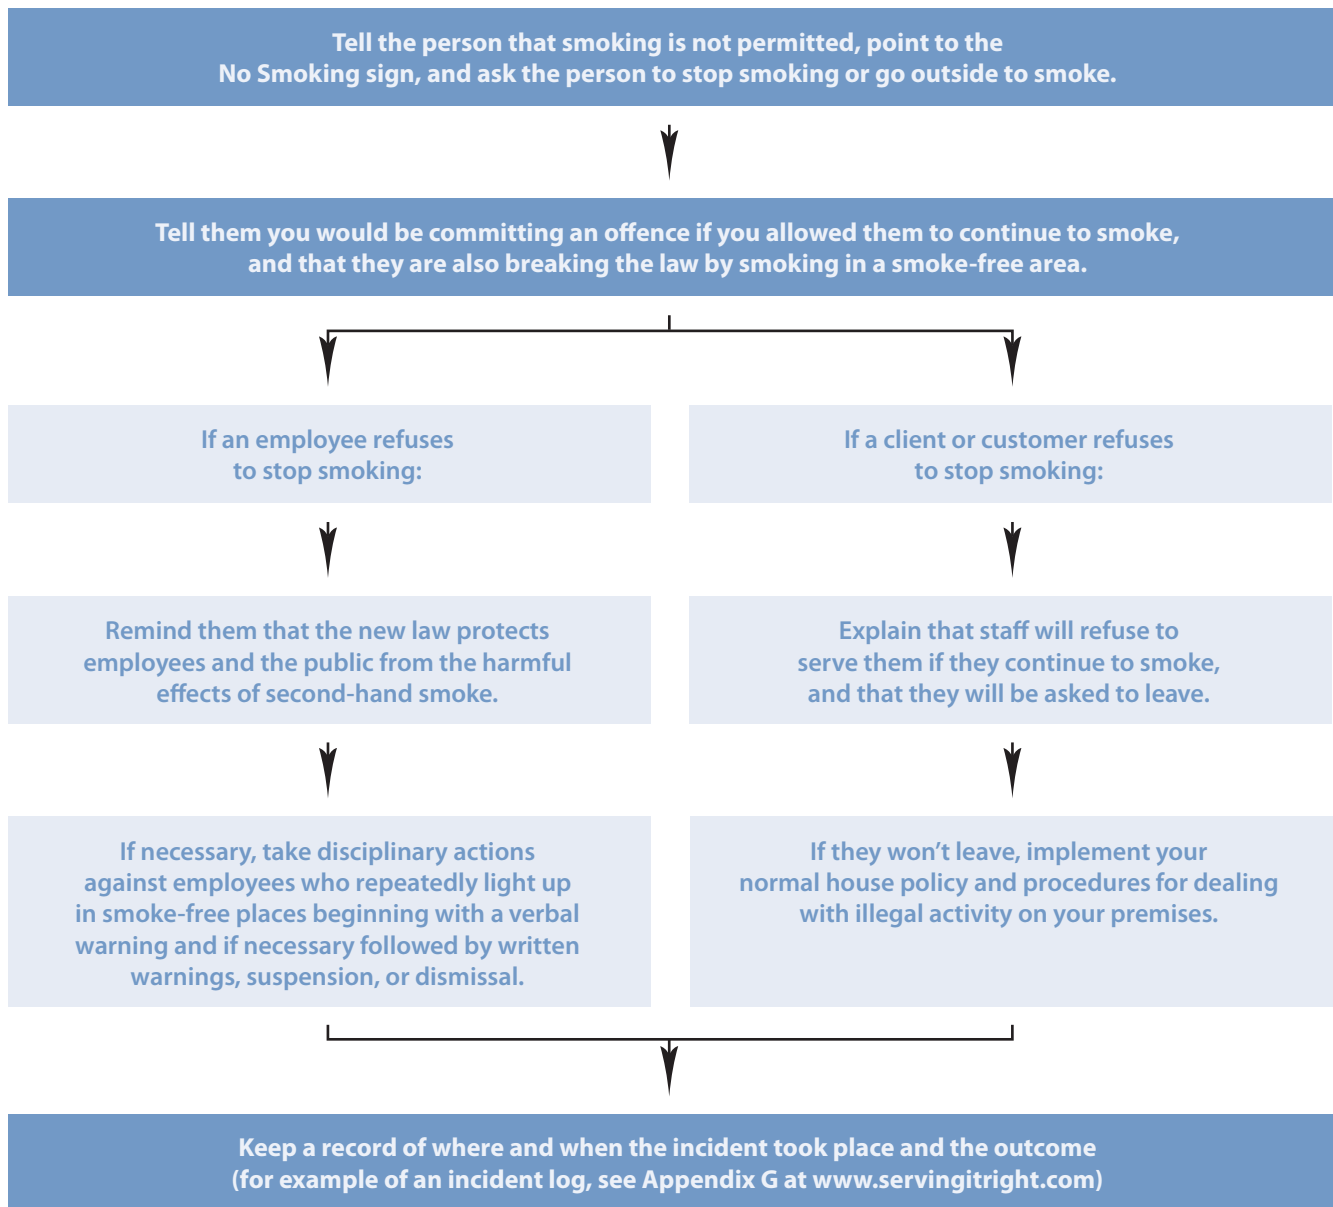 Tell the person that smoking is not permitted, point to the
No Smoking sign, and ask the person to stop smoking or go outside to smoke.
Tell them you would be committing an offence if you allowed them to continue to smoke,
and that they are also breaking the law by smoking in a smoke-free area.
If an employee refuses
to stop smoking:
If a client or customer refuses
to stop smoking:
Remind them that the new law protects
employees and the public from the harmful
effects of second-hand smoke.
Explain that staff will refuse to
serve them if they continue to smoke,
and that they will be asked to leave.
If necessary, take disciplinary actions
against employees who repeatedly light up
in smoke-free places beginning with a verbal
warning and if necessary followed by written
warnings, suspension, or dismissal.
If they won’t leave, implement your
normal house policy and procedures for dealing
with illegal activity on your premises.
Keep a record of where and when the incident took place and the outcome
(for example of an incident log, see Appendix G at www.servingitright.com)